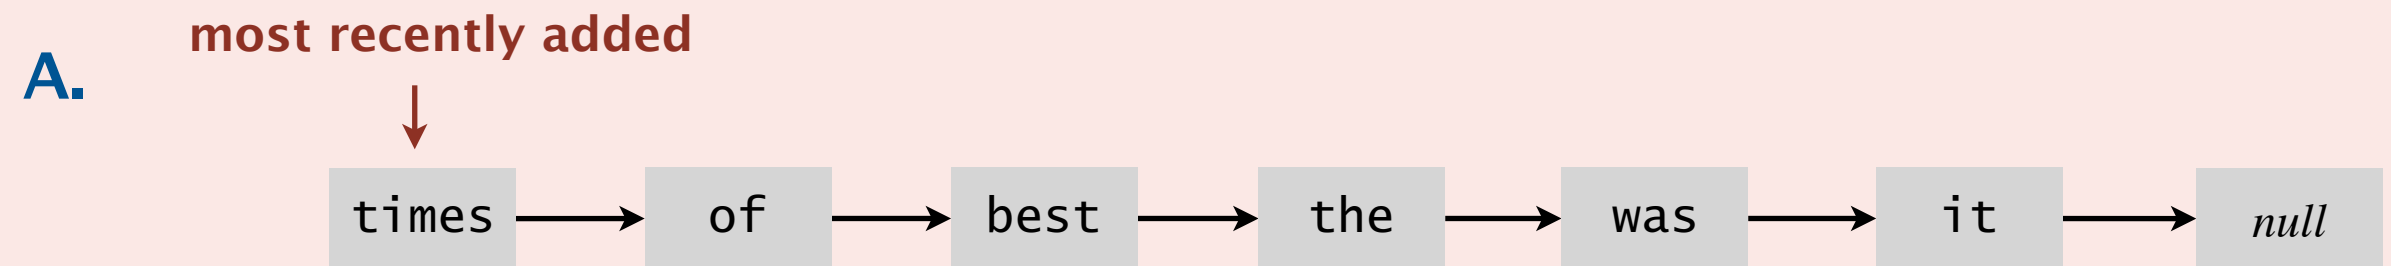 most recently added
A.
times of best the was it null